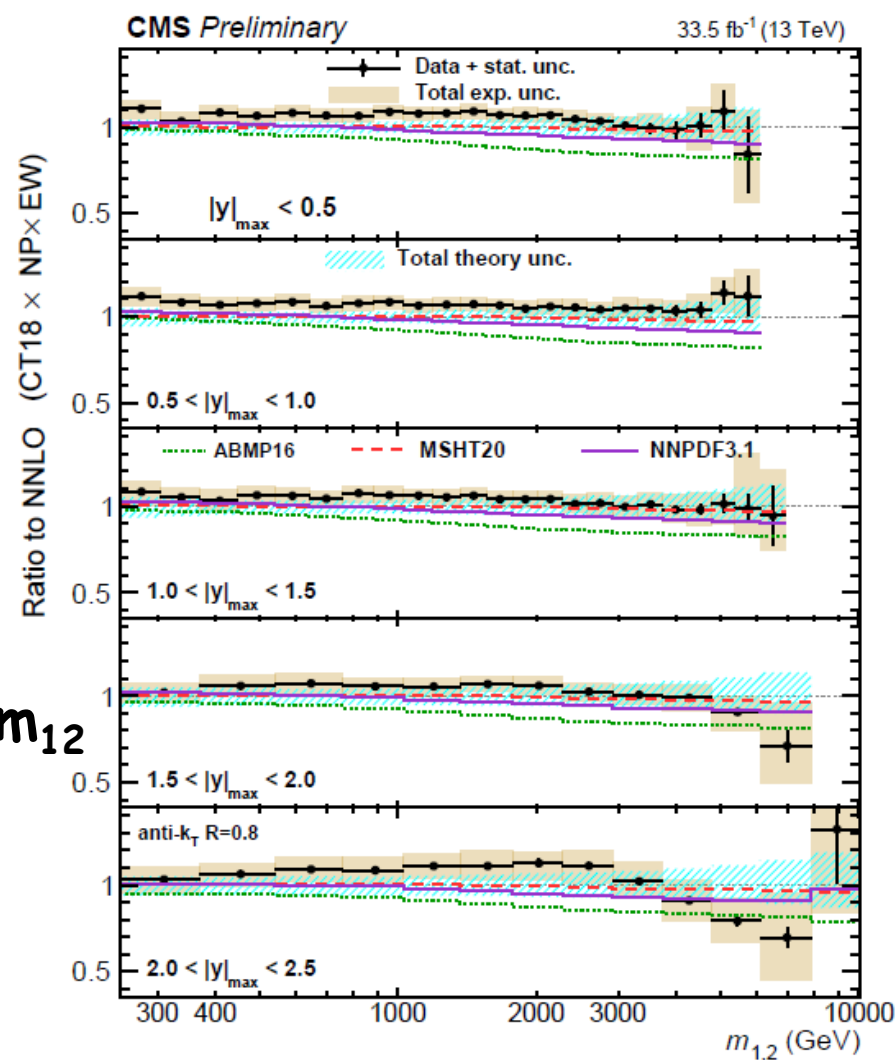 CMS Preliminary
33.5 fb⁻¹ (13 TeV)
Data + stat. unc.
Total exp. unc.
1
0.5
|y|max < 0.5
Total theory unc.
1
0.5
0.5 < |y|max < 1.0
ABMP16 MSHT20 NNPDF3.1
1
0.5
1.0 < |y|max < 1.5
1
m₁₂
0.5
1.5 < |y|max < 2.0
anti-kT R=0.8
1
0.5
2.0 < |y|max < 2.5
Ratio to NNLO (CT18 × NP× EW)
300 400 1000 2000 3000 10000
m1,2 (GeV)